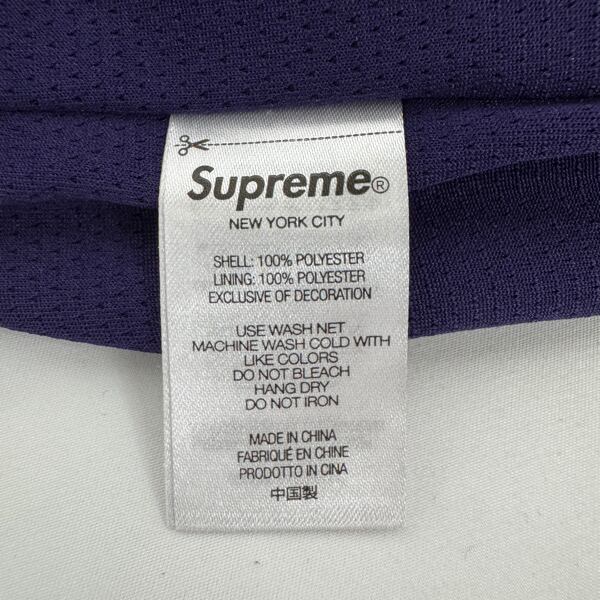 Supreme®
NEW YORK CITY
SHELL: 100% POLYESTER
LINING: 100% POLYESTER
EXCLUSIVE OF DECORATION
USE WASH NET
MACHINE WASH COLD WITH
LIKE COLORS
DO NOT BLEACH
HANG DRY
DO NOT IRON
MADE IN CHINA
FABRIQUÉ EN CHINE
PRODOTTO IN CINA
中国製